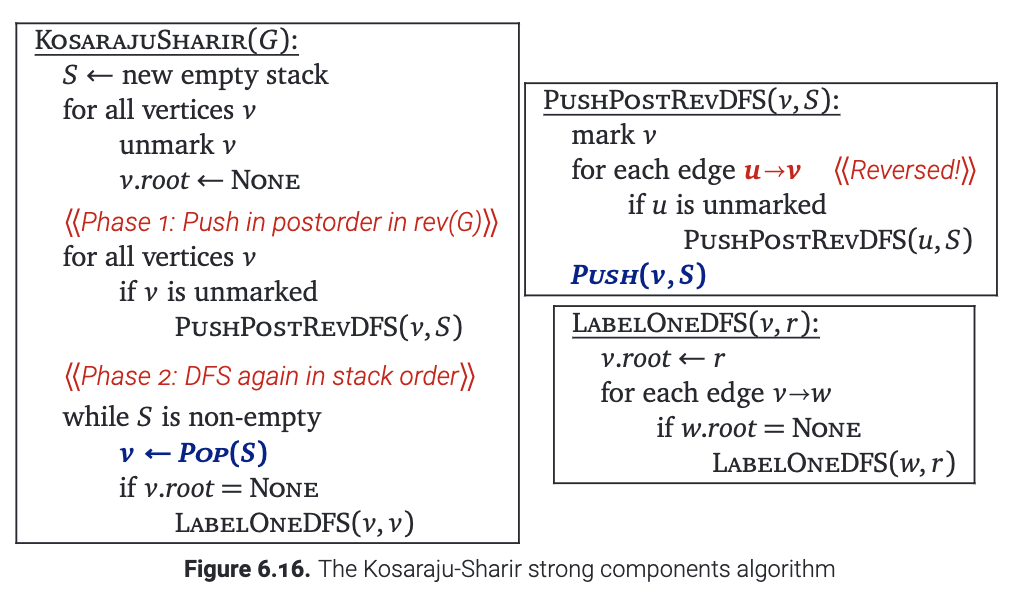 KosarajuSharir(G):
S ← new empty stack
for all vertices v
unmark v
v.root ← None
⟨⟨Phase 1: Push in postorder in rev(G)⟩⟩
for all vertices v
if v is unmarked
PushPostRevDFS(v, S)
⟨⟨Phase 2: DFS again in stack order⟩⟩
while S is non-empty
v ← Pop(S)
if v.root = None
LabelOneDFS(v, v)
PushPostRevDFS(v, S):
mark v
for each edge u→v ⟨⟨Reversed!⟩⟩
if u is unmarked
PushPostRevDFS(u, S)
Push(v, S)
LabelOneDFS(v, r):
v.root ← r
for each edge v→w
if w.root = None
LabelOneDFS(w, r)
Figure 6.16. The Kosaraju-Sharir strong components algorithm